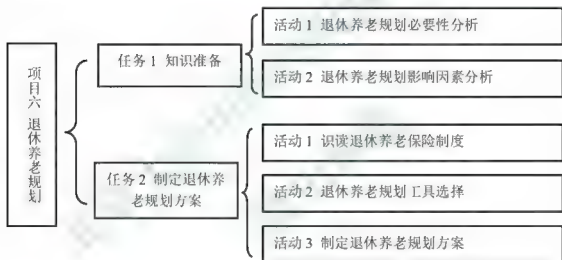 项目六 退休养老规划
任务1 知识准备
活动1 退休养老规划必要性分析
活动2 退休养老规划影响因素分析
任务2 制定退休养
老规划方案
活动1 识读退休养老保险制度
活动2 退休养老规划工具选择
活动3 制定退休养老规划方案